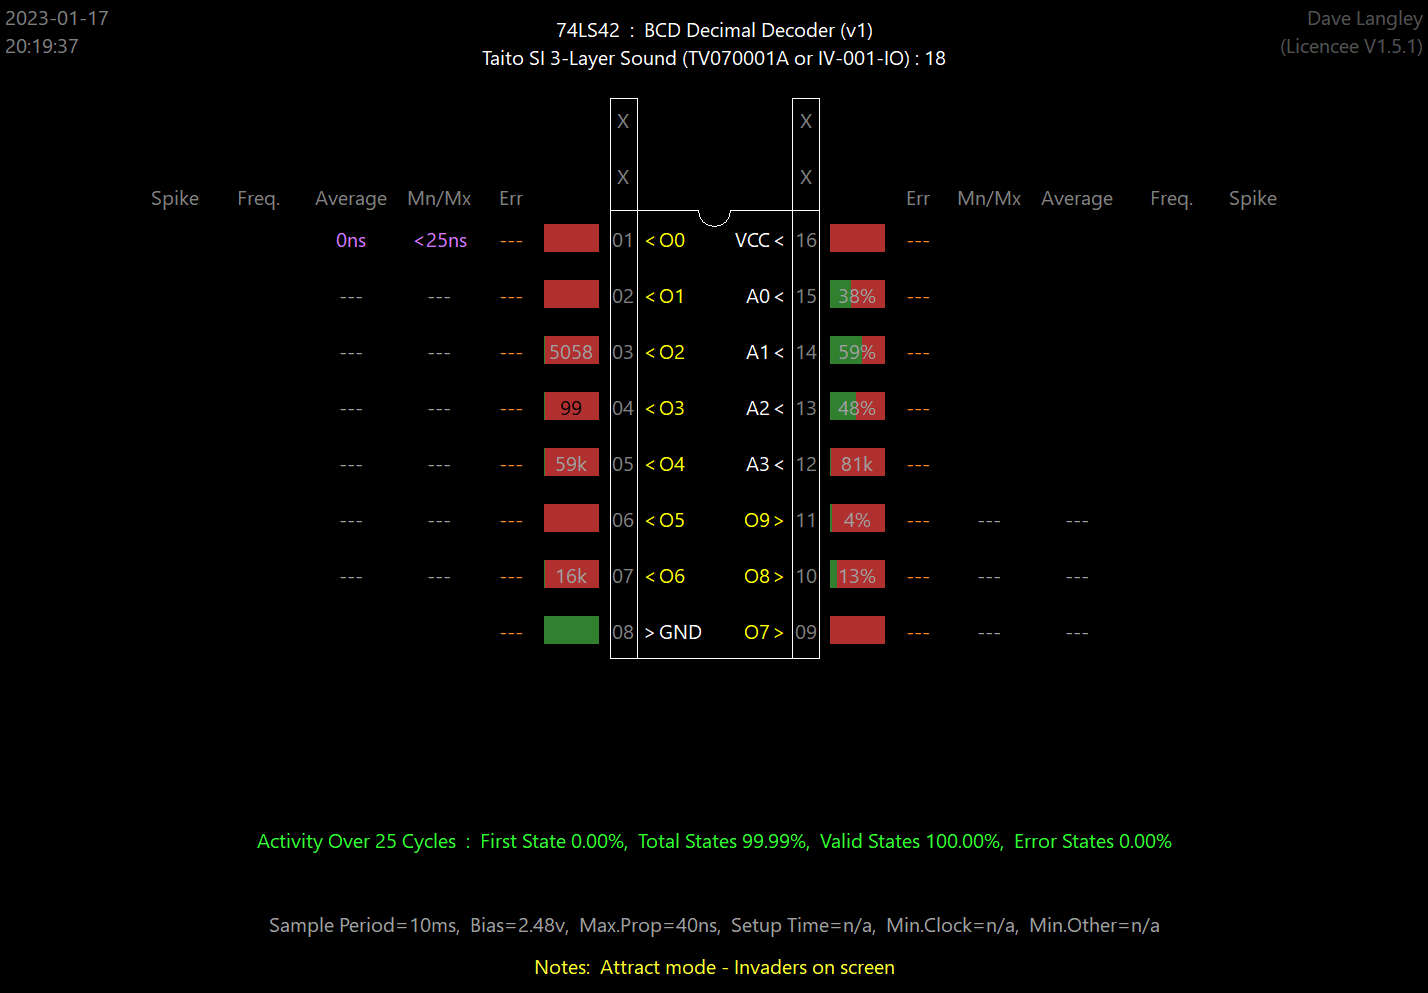 2023-01-17
20:19:37
74LS42 : BCD Decimal Decoder (v1)
Taito SI 3-Layer Sound (TV070001A or IV-001-IO) : 18
Dave Langley
(Licencee V1.5.1)
X X
X X
Spike Freq. Average Mn/Mx Err Err Mn/Mx Average Freq. Spike
0ns <25ns --- 01 <O0 VCC< 16 ---
--- --- --- 02 <O1 A0< 15 38% ---
--- --- --- 5058 03 <O2 A1< 14 59% ---
--- --- --- 99 04 <O3 A2< 13 48% ---
--- --- --- 59k 05 <O4 A3< 12 81k ---
--- --- --- 06 <O5 O9> 11 4% --- --- ---
--- --- --- 16k 07 <O6 O8> 10 13% --- --- ---
--- 08 >GND O7> 09 --- --- ---
Activity Over 25 Cycles : First State 0.00%, Total States 99.99%, Valid States 100.00%, Error States 0.00%
Sample Period=10ms, Bias=2.48v, Max.Prop=40ns, Setup Time=n/a, Min.Clock=n/a, Min.Other=n/a
Notes: Attract mode - Invaders on screen